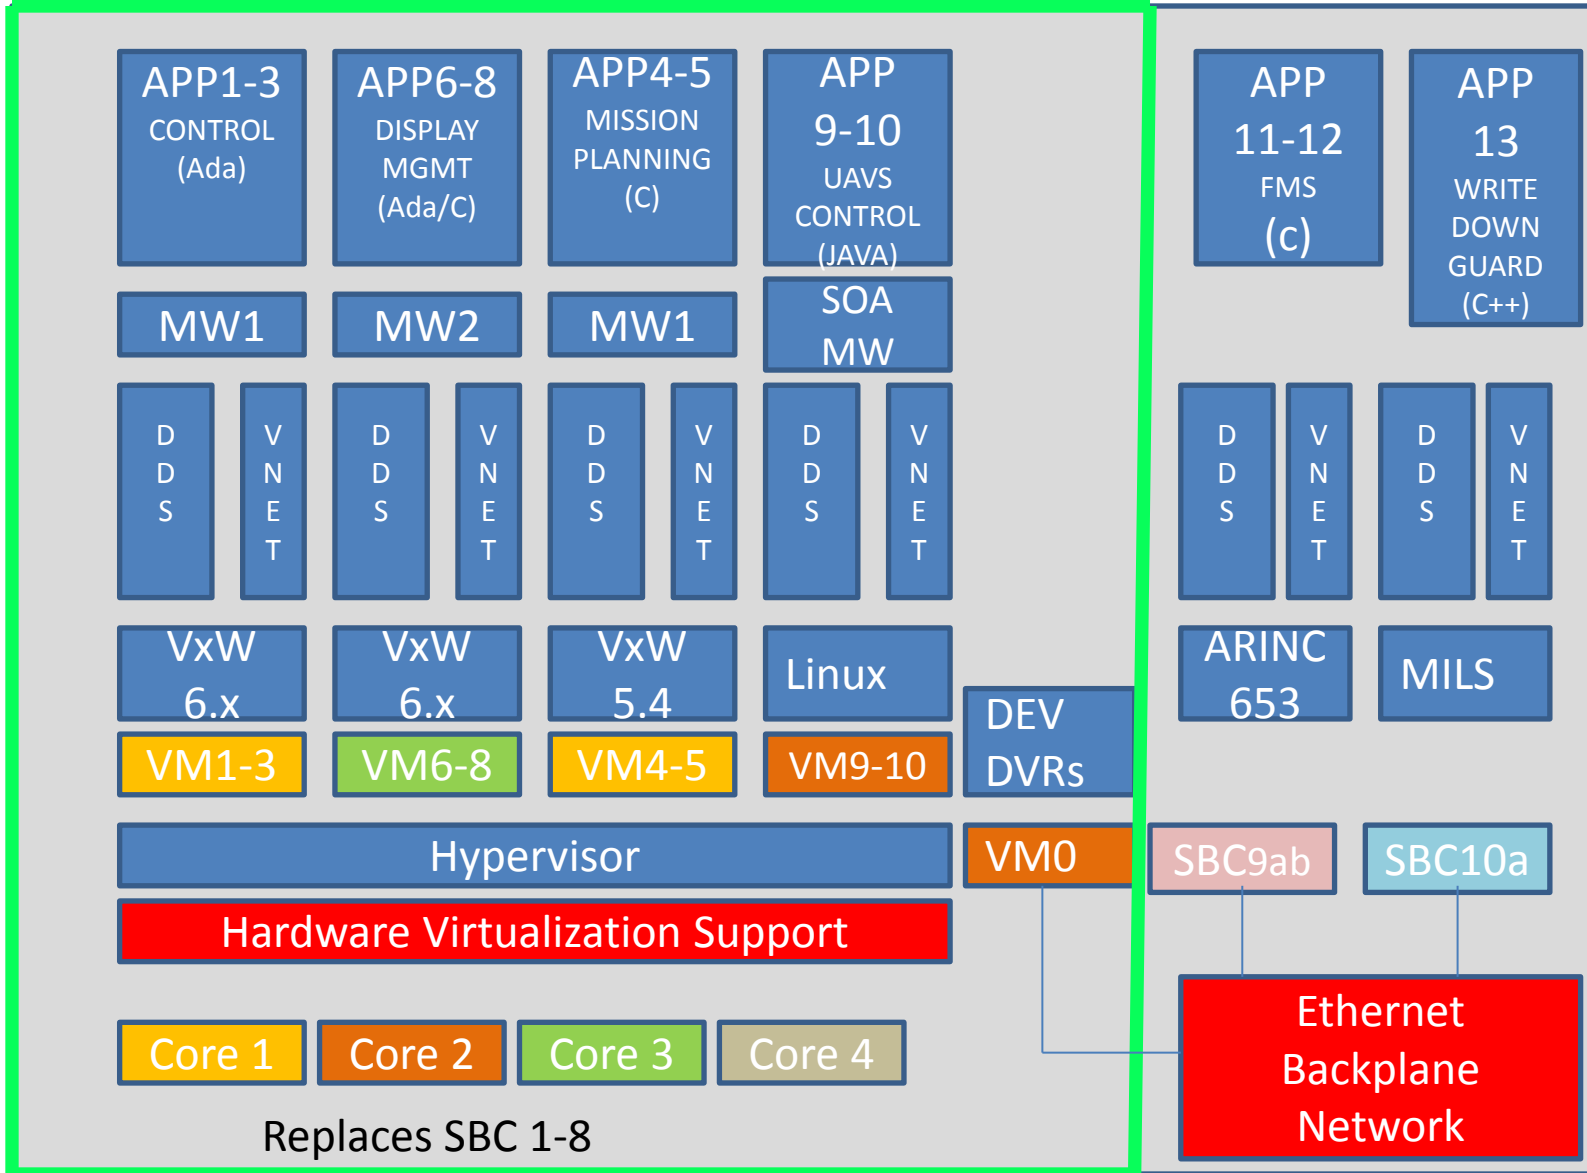 APP1-3
CONTROL
(Ada)
APP6-8
DISPLAY
MGMT
(Ada/C)
APP4-5
MISSION
PLANNING
(C)
APP
9-10
UAVS
CONTROL
(JAVA)
APP
11-12
FMS
(c)
APP
13
WRITE
DOWN
GUARD
(C++)
MW1
MW2
MW1
SOA
MW
D
D
S
V
N
E
T
D
D
S
V
N
E
T
D
D
S
V
N
E
T
D
D
S
V
N
E
T
D
D
S
V
N
E
T
D
D
S
V
N
E
T
VxW
6.x
VxW
6.x
VxW
5.4
Linux
ARINC
653
MILS
DEV
DVRs
VM1-3
VM6-8
VM4-5
VM9-10
Hypervisor
VM0
SBC9ab
SBC10a
Hardware Virtualization Support
Core 1
Core 2
Core 3
Core 4
Ethernet
Backplane
Network
Replaces SBC 1-8